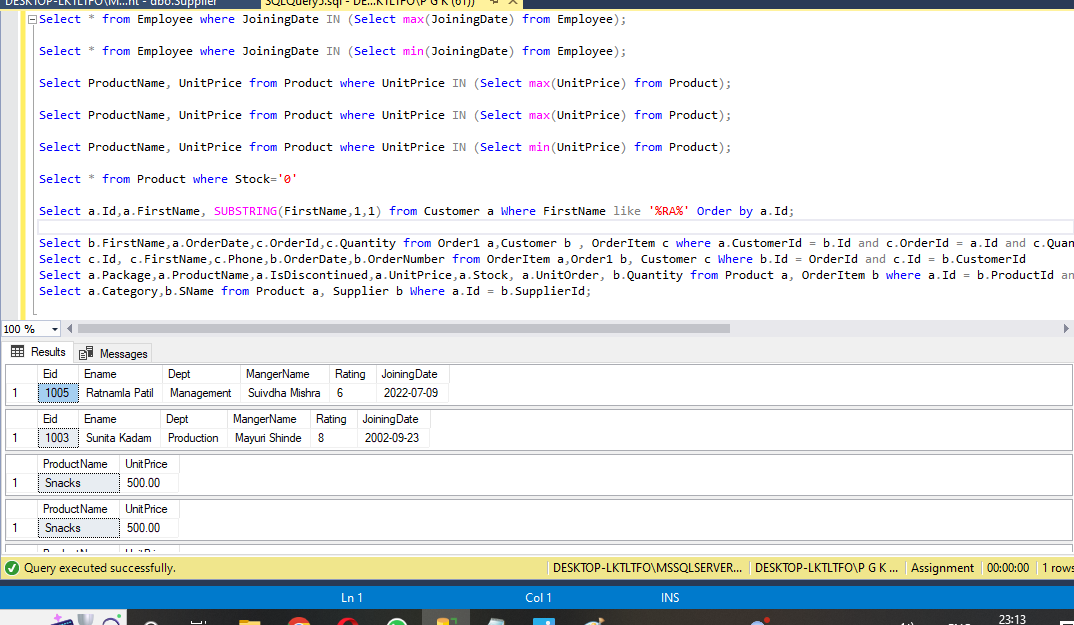 DESKTOP-LKTLTFO\M...nt - dbo.Supplier
SQLQuery5.sql - DE...KTLTFO\P G K (61))
Select * from Employee where JoiningDate IN (Select max(JoiningDate) from Employee);
Select * from Employee where JoiningDate IN (Select min(JoiningDate) from Employee);
Select ProductName, UnitPrice from Product where UnitPrice IN (Select max(UnitPrice) from Product);
Select ProductName, UnitPrice from Product where UnitPrice IN (Select max(UnitPrice) from Product);
Select ProductName, UnitPrice from Product where UnitPrice IN (Select min(UnitPrice) from Product);
Select * from Product where Stock='0'
Select a.Id,a.FirstName, SUBSTRING(FirstName,1,1) from Customer a Where FirstName like '%RA%' Order by a.Id;
Select b.FirstName,a.OrderDate,c.OrderId,c.Quantity from Order1 a,Customer b , OrderItem c where a.CustomerId = b.Id and c.OrderId = a.Id and c.Quan
Select c.Id, c.FirstName,c.Phone,b.OrderDate,b.OrderNumber from OrderItem a,Order1 b, Customer c Where b.Id = OrderId and c.Id = b.CustomerId
Select a.Package,a.ProductName,a.IsDiscontinued,a.UnitPrice,a.Stock, a.UnitOrder, b.Quantity from Product a, OrderItem b where a.Id = b.ProductId an
Select a.Category,b.SName from Product a, Supplier b Where a.Id = b.SupplierId;
100 %
Results Messages
Eid Ename Dept MangerName Rating JoiningDate
1 1005 Ratnamla Patil Management Suivdha Mishra 6 2022-07-09
Eid Ename Dept MangerName Rating JoiningDate
1 1003 Sunita Kadam Production Mayuri Shinde 8 2002-09-23
ProductName UnitPrice
1 Snacks 500.00
ProductName UnitPrice
1 Snacks 500.00
Query executed successfully. DESKTOP-LKTLTFO\MSSQLSERVER... DESKTOP-LKTLTFO\P G K ... Assignment 00:00:00 1 rows
Ln 1 Col 1 INS
23:13